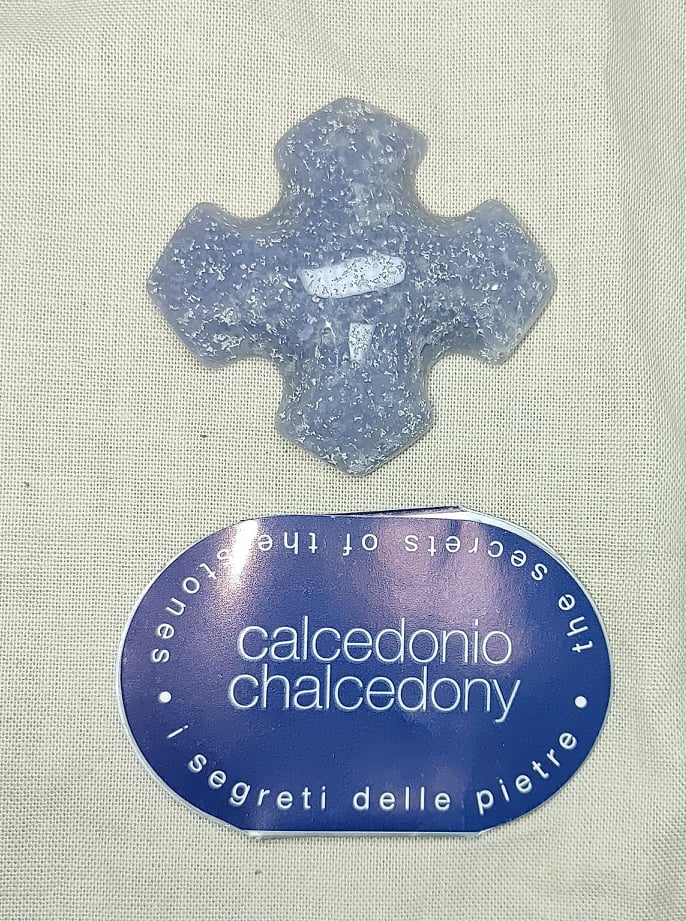 the secrets of the stones
calcedonio
chalcedony
• i segreti delle pietre •